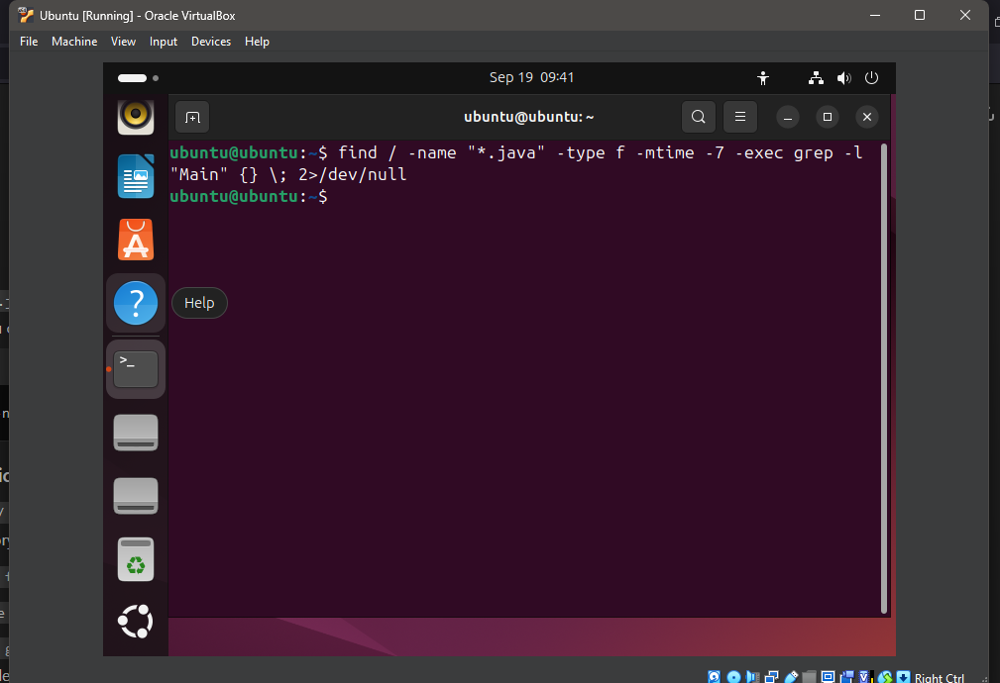 Ubuntu [Running] - Oracle VirtualBox
File Machine View Input Devices Help
Sep 19 09:41
ubuntu@ubuntu: ~
ubuntu@ubuntu:~$ find / -name "*.java" -type f -mtime -7 -exec grep -l
"Main" {} \; 2>/dev/null
ubuntu@ubuntu:~$
Help
Right Ctrl